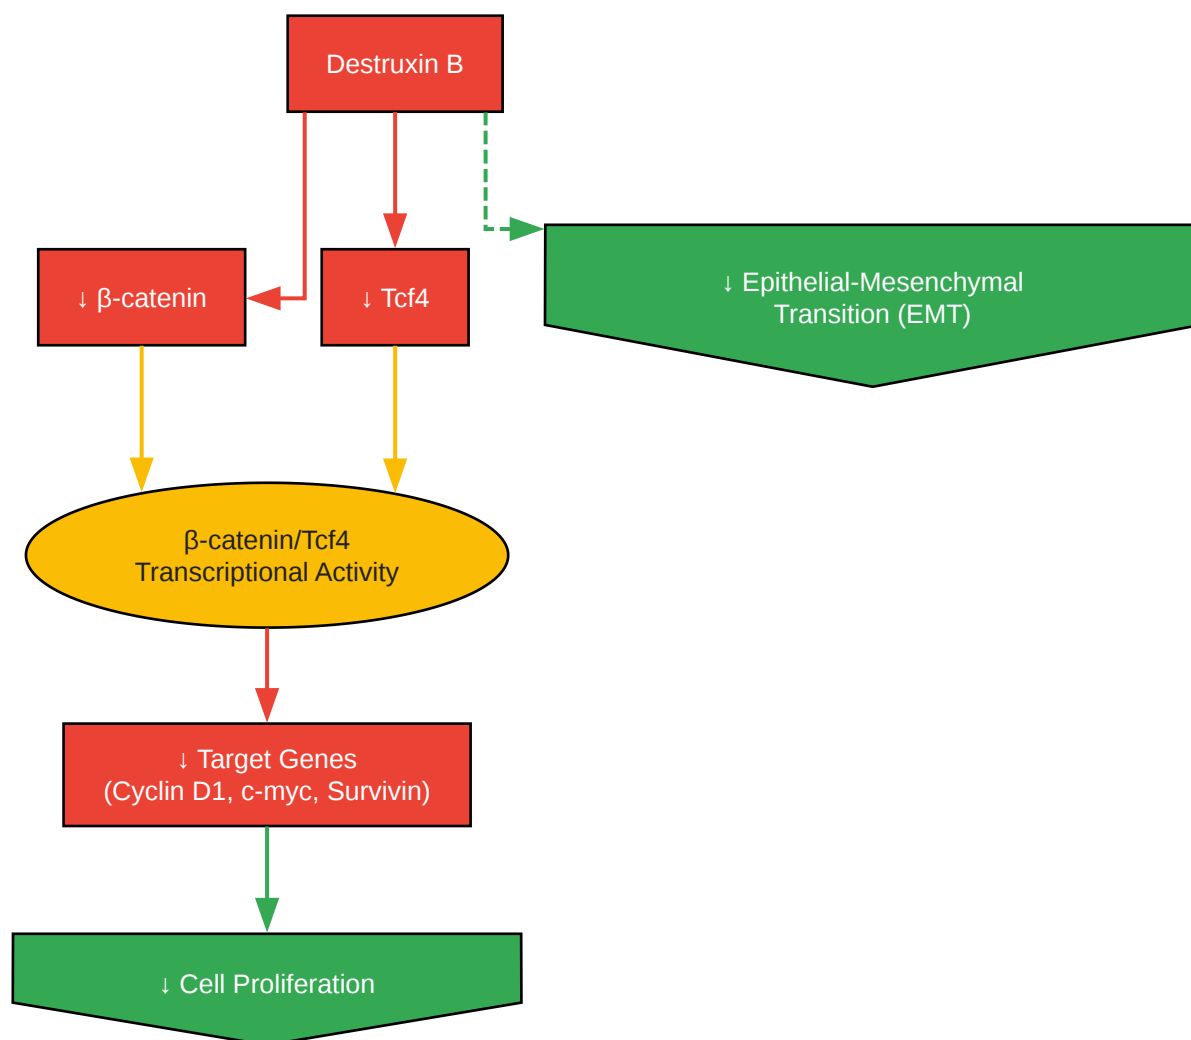 Destruxin B
↓ β-catenin
↓ Tcf4
↓ Epithelial-Mesenchymal
Transition (EMT)
β-catenin/Tcf4
Transcriptional Activity
↓ Target Genes
(Cyclin D1, c-myc, Survivin)
↓ Cell Proliferation